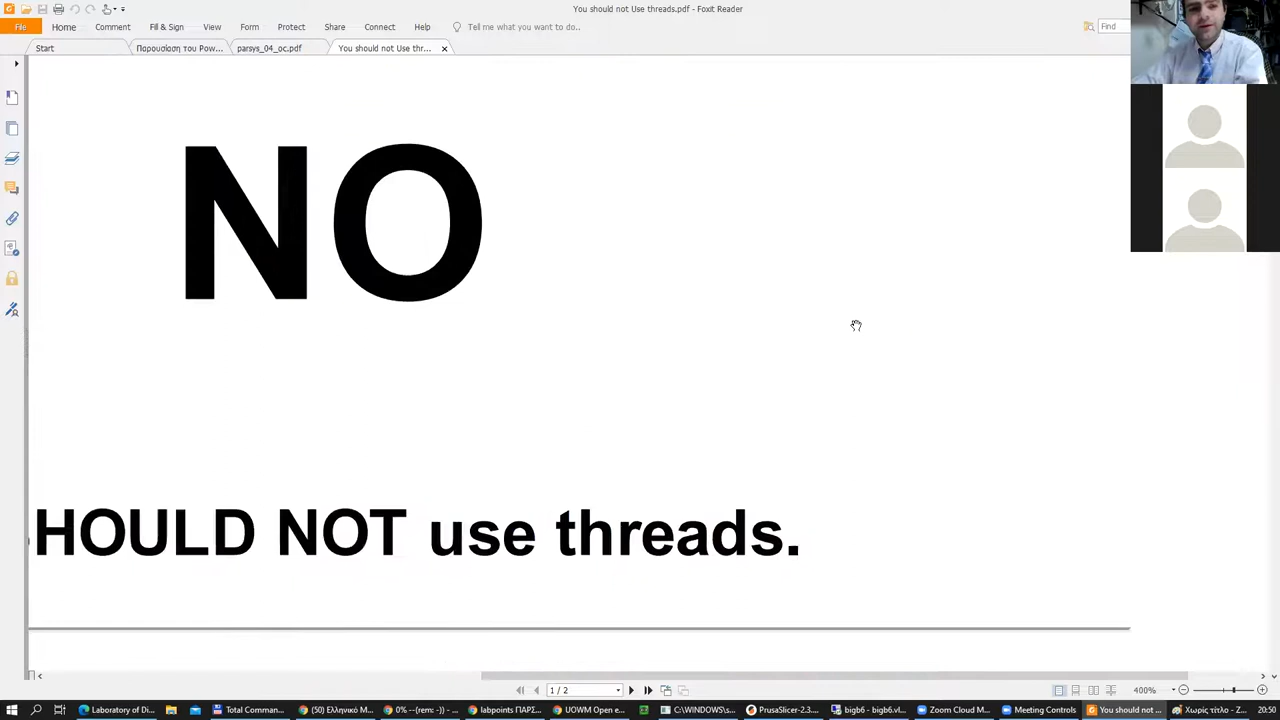 You should not Use threads.pdf - Foxit Reader
File Home Comment Fill & Sign View Form Protect Share Connect Help Tell me what you want to do.. Find
Start Παρουσίαση του Pow... parsys_04_oc.pdf You should not Use thr...
NO
HOULD NOT use threads.
1 / 2 400%
Laboratory of Di... Total Comman... (50) Ελληνικό Μ... 0% --(rem: -)) - ... labpoints ΠΑΡΣ... UOWM Open e... C:\WINDOWS\s... PrusaSlicer-2.3.... bigb6 - bigb6.vl... Zoom Cloud M... Meeting Controls You should not ... Χωρίς τίτλο - Ζ... 20:50